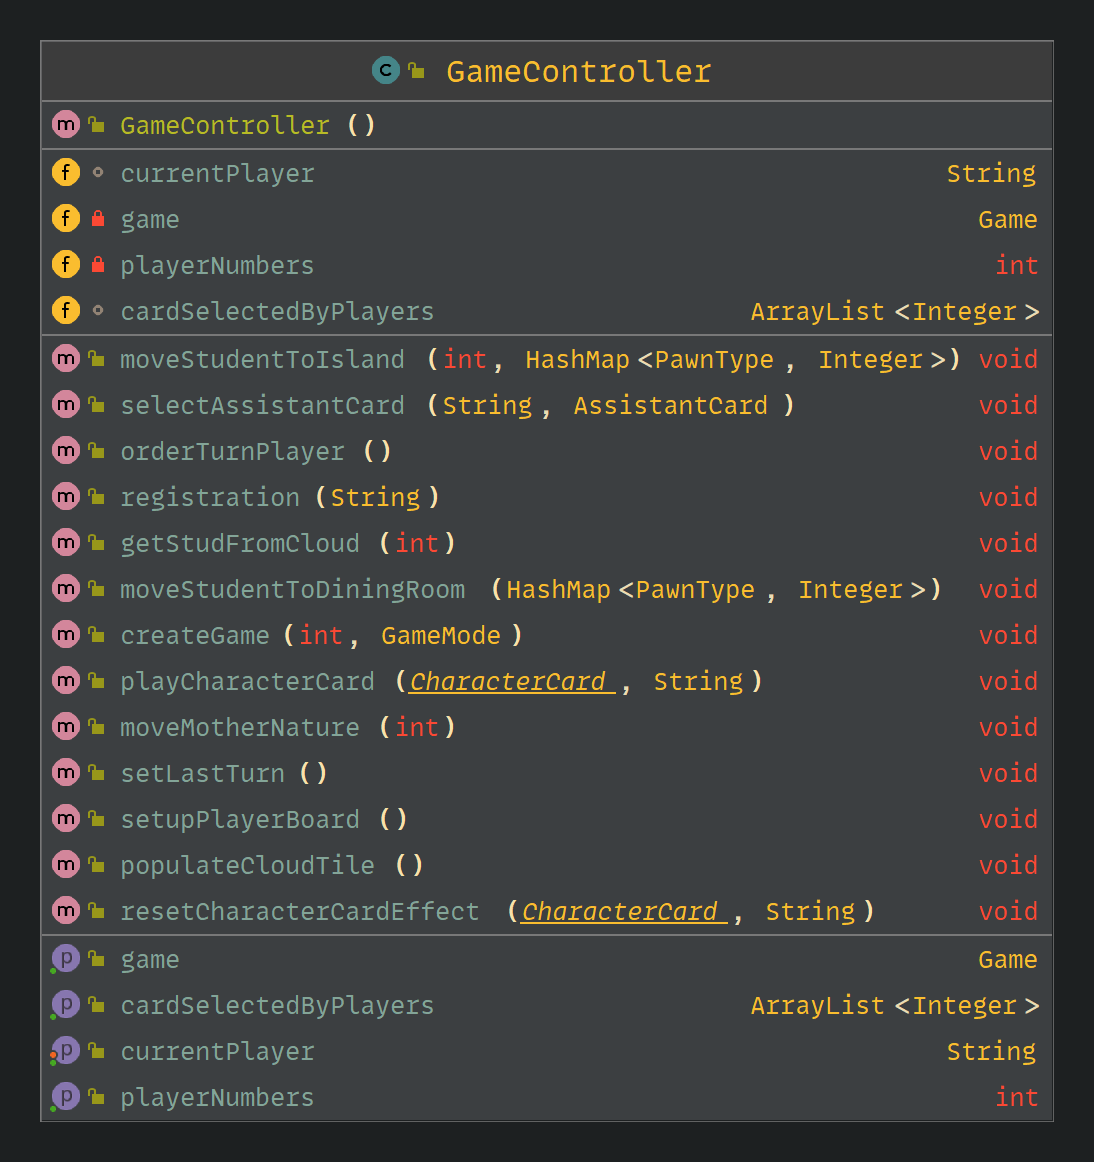 C GameController
m GameController ()
f currentPlayer String
f game Game
f playerNumbers int
f cardSelectedByPlayers ArrayList <Integer >
m moveStudentToIsland (int, HashMap <PawnType , Integer >) void
m selectAssistantCard (String , AssistantCard ) void
m orderTurnPlayer () void
m registration (String ) void
m getStudFromCloud (int) void
m moveStudentToDiningRoom (HashMap <PawnType , Integer >) void
m createGame (int, GameMode ) void
m playCharacterCard (CharacterCard , String ) void
m moveMotherNature (int) void
m setLastTurn () void
m setupPlayerBoard () void
m populateCloudTile () void
m resetCharacterCardEffect (CharacterCard , String ) void
p game Game
p cardSelectedByPlayers ArrayList <Integer >
p currentPlayer String
p playerNumbers int